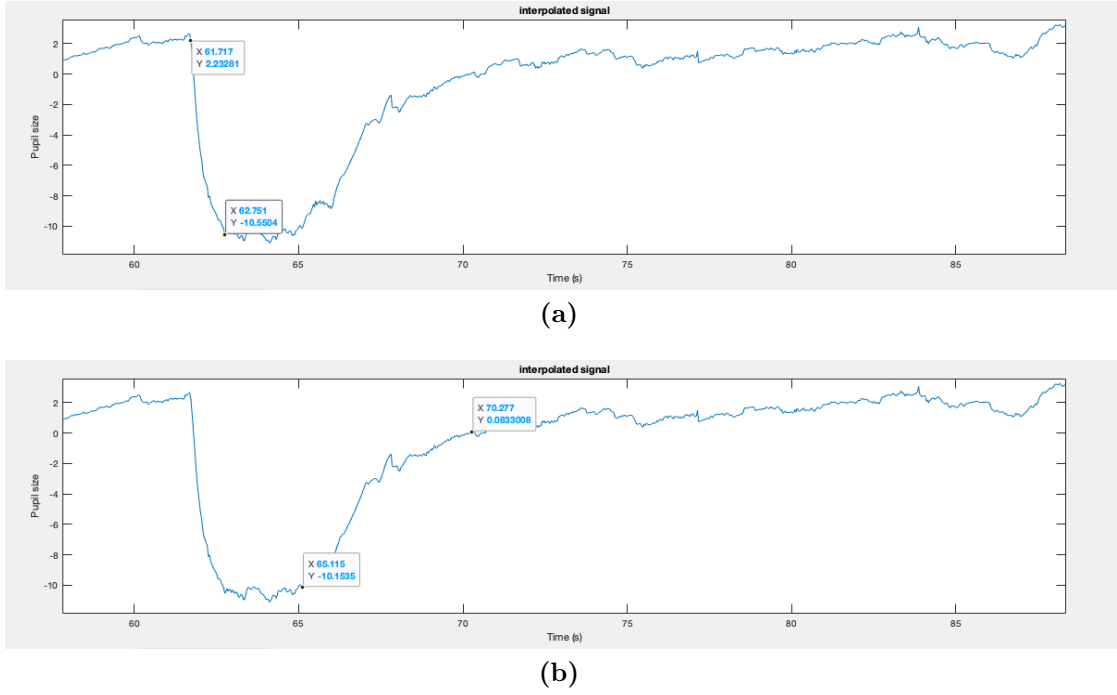 interpolated signal
2
0
-2
-4
-6
-8
-10
Pupil size
X 61.717
Y 2.23281
X 62.751
Y -10.5504
60 65 70 75 80 85
Time (s)
(a)
interpolated signal
2
0
-2
-4
-6
-8
-10
Pupil size
X 70.277
Y 0.0833008
X 65.115
Y -10.1535
60 65 70 75 80 85
Time (s)
(b)